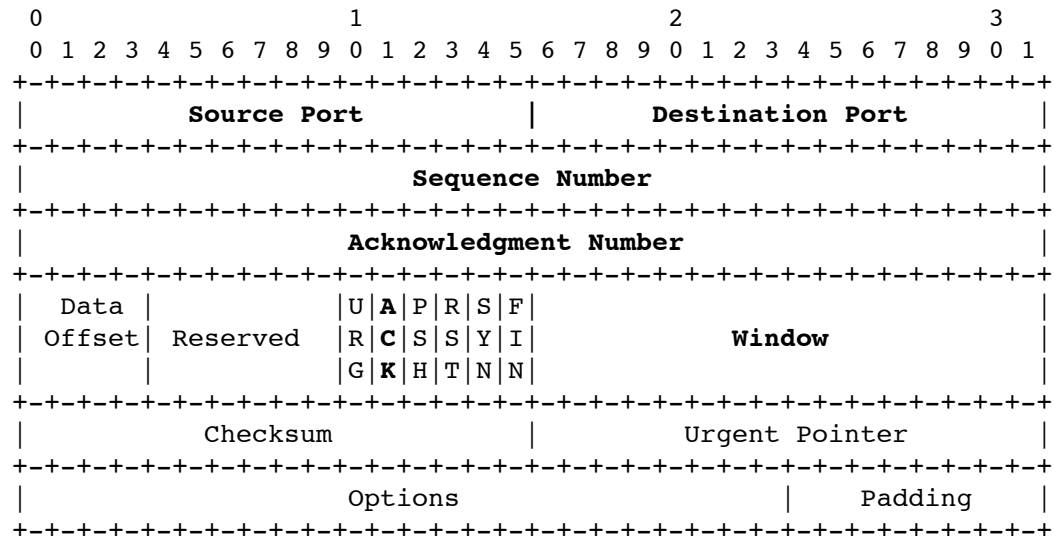 0                   1                   2                   3
 0 1 2 3 4 5 6 7 8 9 0 1 2 3 4 5 6 7 8 9 0 1 2 3 4 5 6 7 8 9 0 1
+-+-+-+-+-+-+-+-+-+-+-+-+-+-+-+-+-+-+-+-+-+-+-+-+-+-+-+-+-+-+-+-+
|          Source Port          |       Destination Port        |
+-+-+-+-+-+-+-+-+-+-+-+-+-+-+-+-+-+-+-+-+-+-+-+-+-+-+-+-+-+-+-+-+
|                        Sequence Number                        |
+-+-+-+-+-+-+-+-+-+-+-+-+-+-+-+-+-+-+-+-+-+-+-+-+-+-+-+-+-+-+-+-+
|                    Acknowledgment Number                      |
+-+-+-+-+-+-+-+-+-+-+-+-+-+-+-+-+-+-+-+-+-+-+-+-+-+-+-+-+-+-+-+-+
|  Data |           |U|A|P|R|S|F|                               |
| Offset| Reserved  |R|C|S|S|Y|I|            Window             |
|       |           |G|K|H|T|N|N|                               |
+-+-+-+-+-+-+-+-+-+-+-+-+-+-+-+-+-+-+-+-+-+-+-+-+-+-+-+-+-+-+-+-+
|           Checksum            |         Urgent Pointer        |
+-+-+-+-+-+-+-+-+-+-+-+-+-+-+-+-+-+-+-+-+-+-+-+-+-+-+-+-+-+-+-+-+
|                    Options                    |    Padding    |
+-+-+-+-+-+-+-+-+-+-+-+-+-+-+-+-+-+-+-+-+-+-+-+-+-+-+-+-+-+-+-+-+